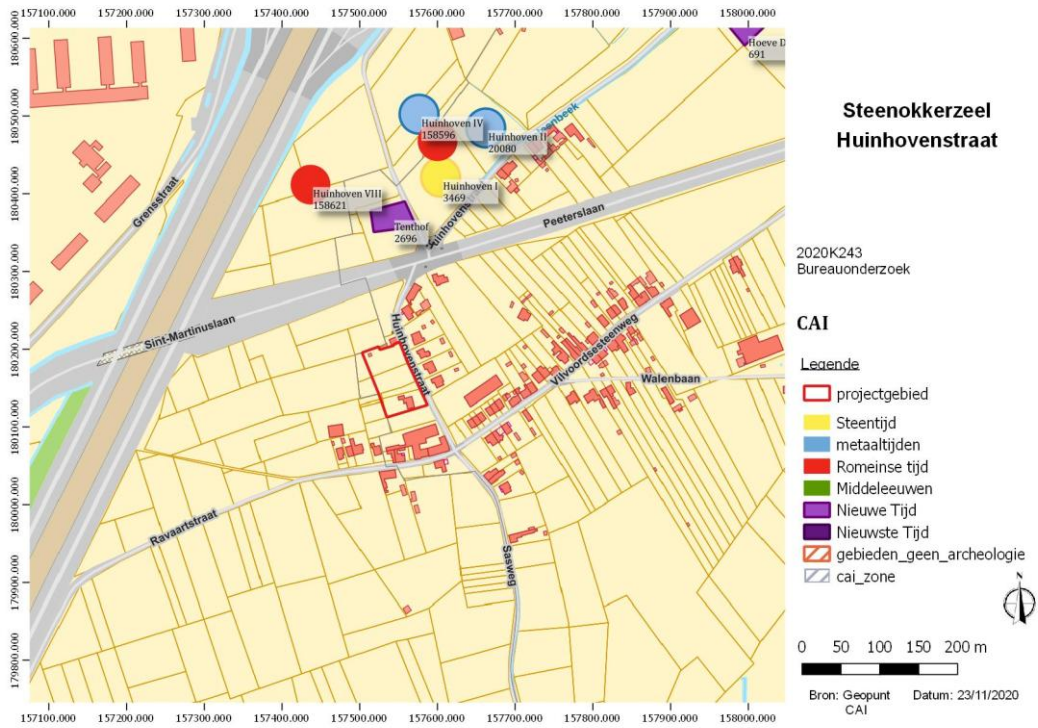 157100.000 157200.000 157300.000 157400.000 157500.000 157600.000 157700.000 157800.000 157900.000 158000.000
180600.000
180500.000
180400.000
180300.000
180200.000
180100.000
180000.000
179900.000
179800.000
Hoeve D
691
Huinhoven IV
158596
Huinhoven II
20080
Huinhoven I
3469
Huinhoven VIII
158621
Tenthof
2696
Grensstraat
Peeterslaan
Sint-Martinuslaan
Huinhovenstraat
Vilvoordsesteenweg
Walenbaan
Ravaartstraat
Sasweg
157100.000 157200.000 157300.000 157400.000 157500.000 157600.000 157700.000 157800.000 157900.000 158000.000
Steenokkerzeel
Huinhovenstraat
2020K243
Bureauonderzoek
CAI
Legende
projectgebied
Steentijd
metaaltijden
Romeinse tijd
Middeleeuwen
Nieuwe Tijd
Nieuwste Tijd
gebieden_geen_archeologie
cai_zone
N
0 50 100 150 200 m
Bron: Geopunt Datum: 23/11/2020
CAI